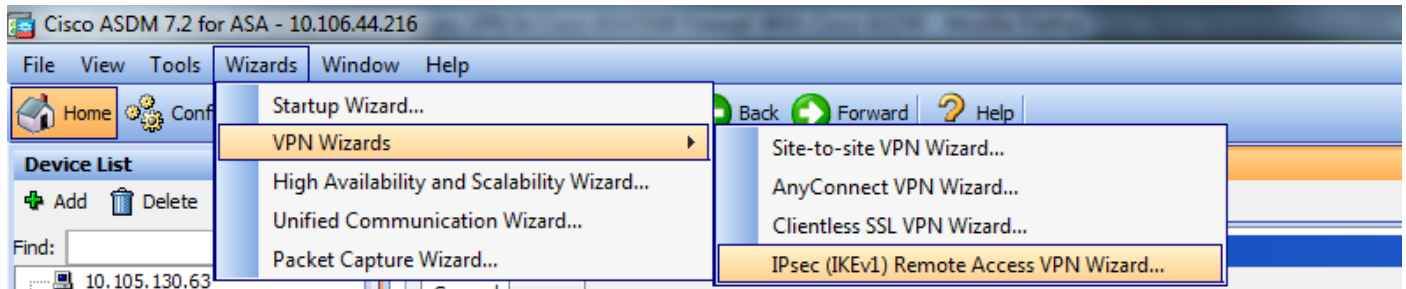 Cisco ASDM 7.2 for ASA - 10.106.44.216
File View Tools Wizards Window Help
Home Conf Back Forward Help
Startup Wizard...
VPN Wizards
High Availability and Scalability Wizard...
Unified Communication Wizard...
Packet Capture Wizard...
Site-to-site VPN Wizard...
AnyConnect VPN Wizard...
Clientless SSL VPN Wizard...
IPsec (IKEv1) Remote Access VPN Wizard...
Device List
Add Delete
Find:
10.105.130.63